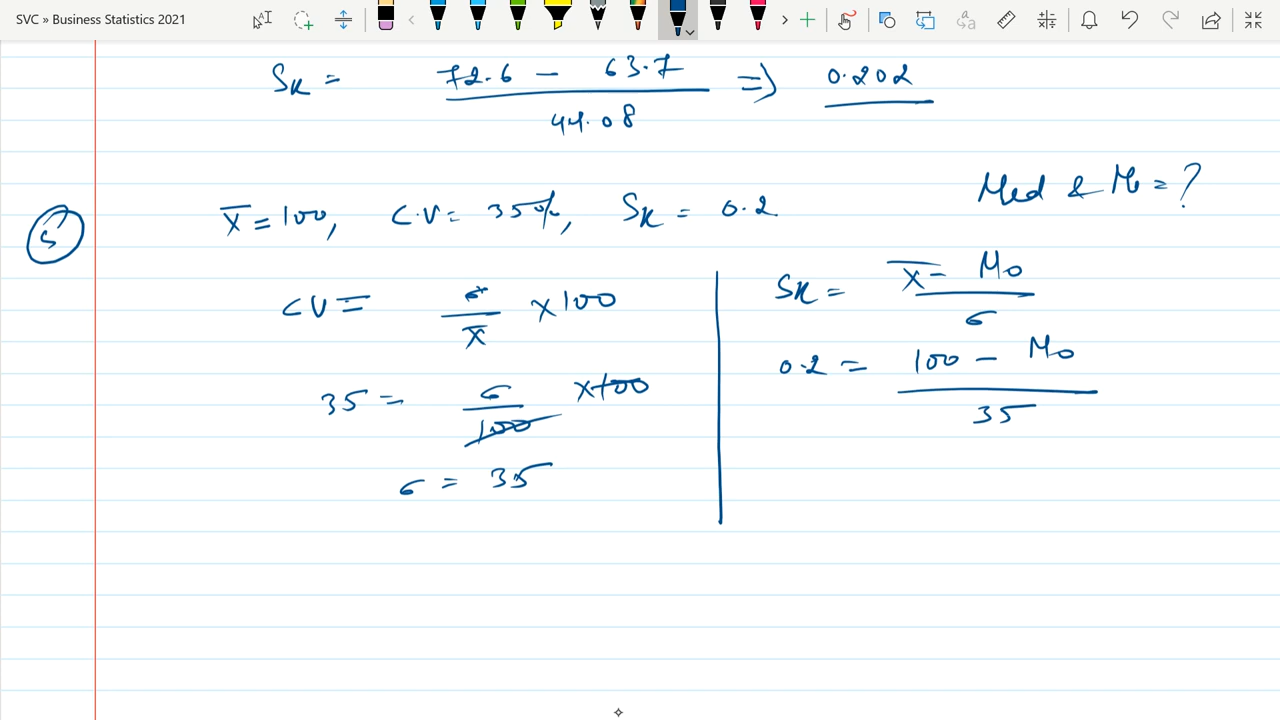 SVC » Business Statistics 2021
Sk = 72.6 - 63.7 / 44.08 => 0.202
Med & Mo = ?
5 X̄ = 100, C.V = 35%, Sk = 0.2
CV = σ / X̄ × 100
Sk = X̄ - Mo / σ
35 = σ / 100 × 100
0.2 = 100 - Mo / 35
σ = 35